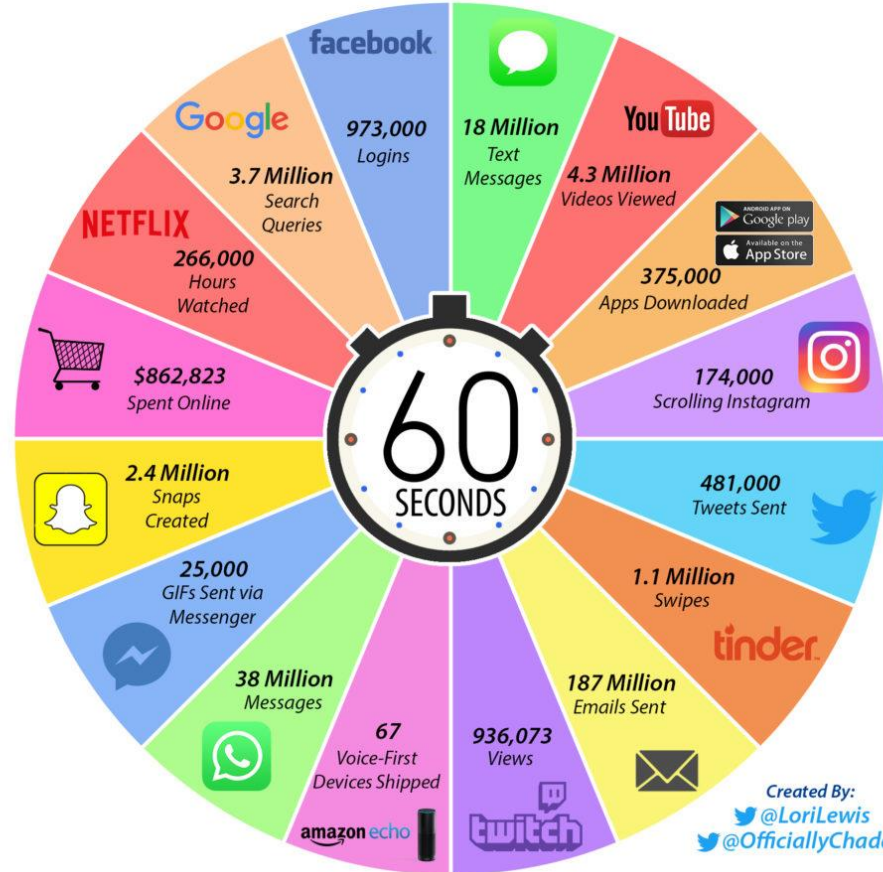 facebook
973,000
Logins
18 Million
Text
Messages
YouTube
4.3 Million
Videos Viewed
ANDROID APP ON
Google play
Available on the
App Store
375,000
Apps Downloaded
174,000
Scrolling Instagram
481,000
Tweets Sent
1.1 Million
Swipes
tinder
187 Million
Emails Sent
936,073
Views
twitch
67
Voice-First
Devices Shipped
amazon echo
38 Million
Messages
25,000
GIFs Sent via
Messenger
2.4 Million
Snaps
Created
$862,823
Spent Online
NETFLIX
266,000
Hours
Watched
Google
3.7 Million
Search
Queries
60
SECONDS
Created By:
@LoriLewis
@OfficiallyChad